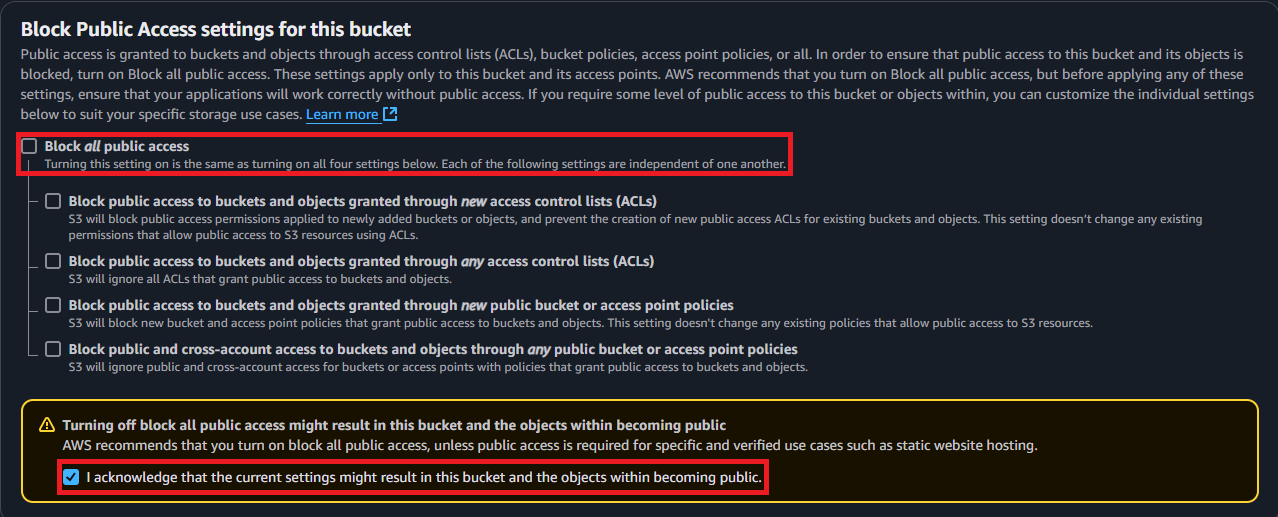 Block Public Access settings for this bucket
Public access is granted to buckets and objects through access control lists (ACLs), bucket policies, access point policies, or all. In order to ensure that public access to this bucket and its objects is
blocked, turn on Block all public access. These settings apply only to this bucket and its access points. AWS recommends that you turn on Block all public access, but before applying any of these
settings, ensure that your applications will work correctly without public access. If you require some level of public access to this bucket or objects within, you can customize the individual settings
below to suit your specific storage use cases. Learn more
Block all public access
Turning this setting on is the same as turning on all four settings below. Each of the following settings are independent of one another.
Block public access to buckets and objects granted through new access control lists (ACLs)
S3 will block public access permissions applied to newly added buckets or objects, and prevent the creation of new public access ACLs for existing buckets and objects. This setting doesn't change any existing
permissions that allow public access to S3 resources using ACLs.
Block public access to buckets and objects granted through any access control lists (ACLs)
S3 will ignore all ACLs that grant public access to buckets and objects.
Block public access to buckets and objects granted through new public bucket or access point policies
S3 will block new bucket and access point policies that grant public access to buckets and objects. This setting doesn't change any existing policies that allow public access to S3 resources.
Block public and cross-account access to buckets and objects through any public bucket or access point policies
S3 will ignore public and cross-account access for buckets or access points with policies that grant public access to buckets and objects.
Turning off block all public access might result in this bucket and the objects within becoming public
AWS recommends that you turn on block all public access, unless public access is required for specific and verified use cases such as static website hosting.
I acknowledge that the current settings might result in this bucket and the objects within becoming public.